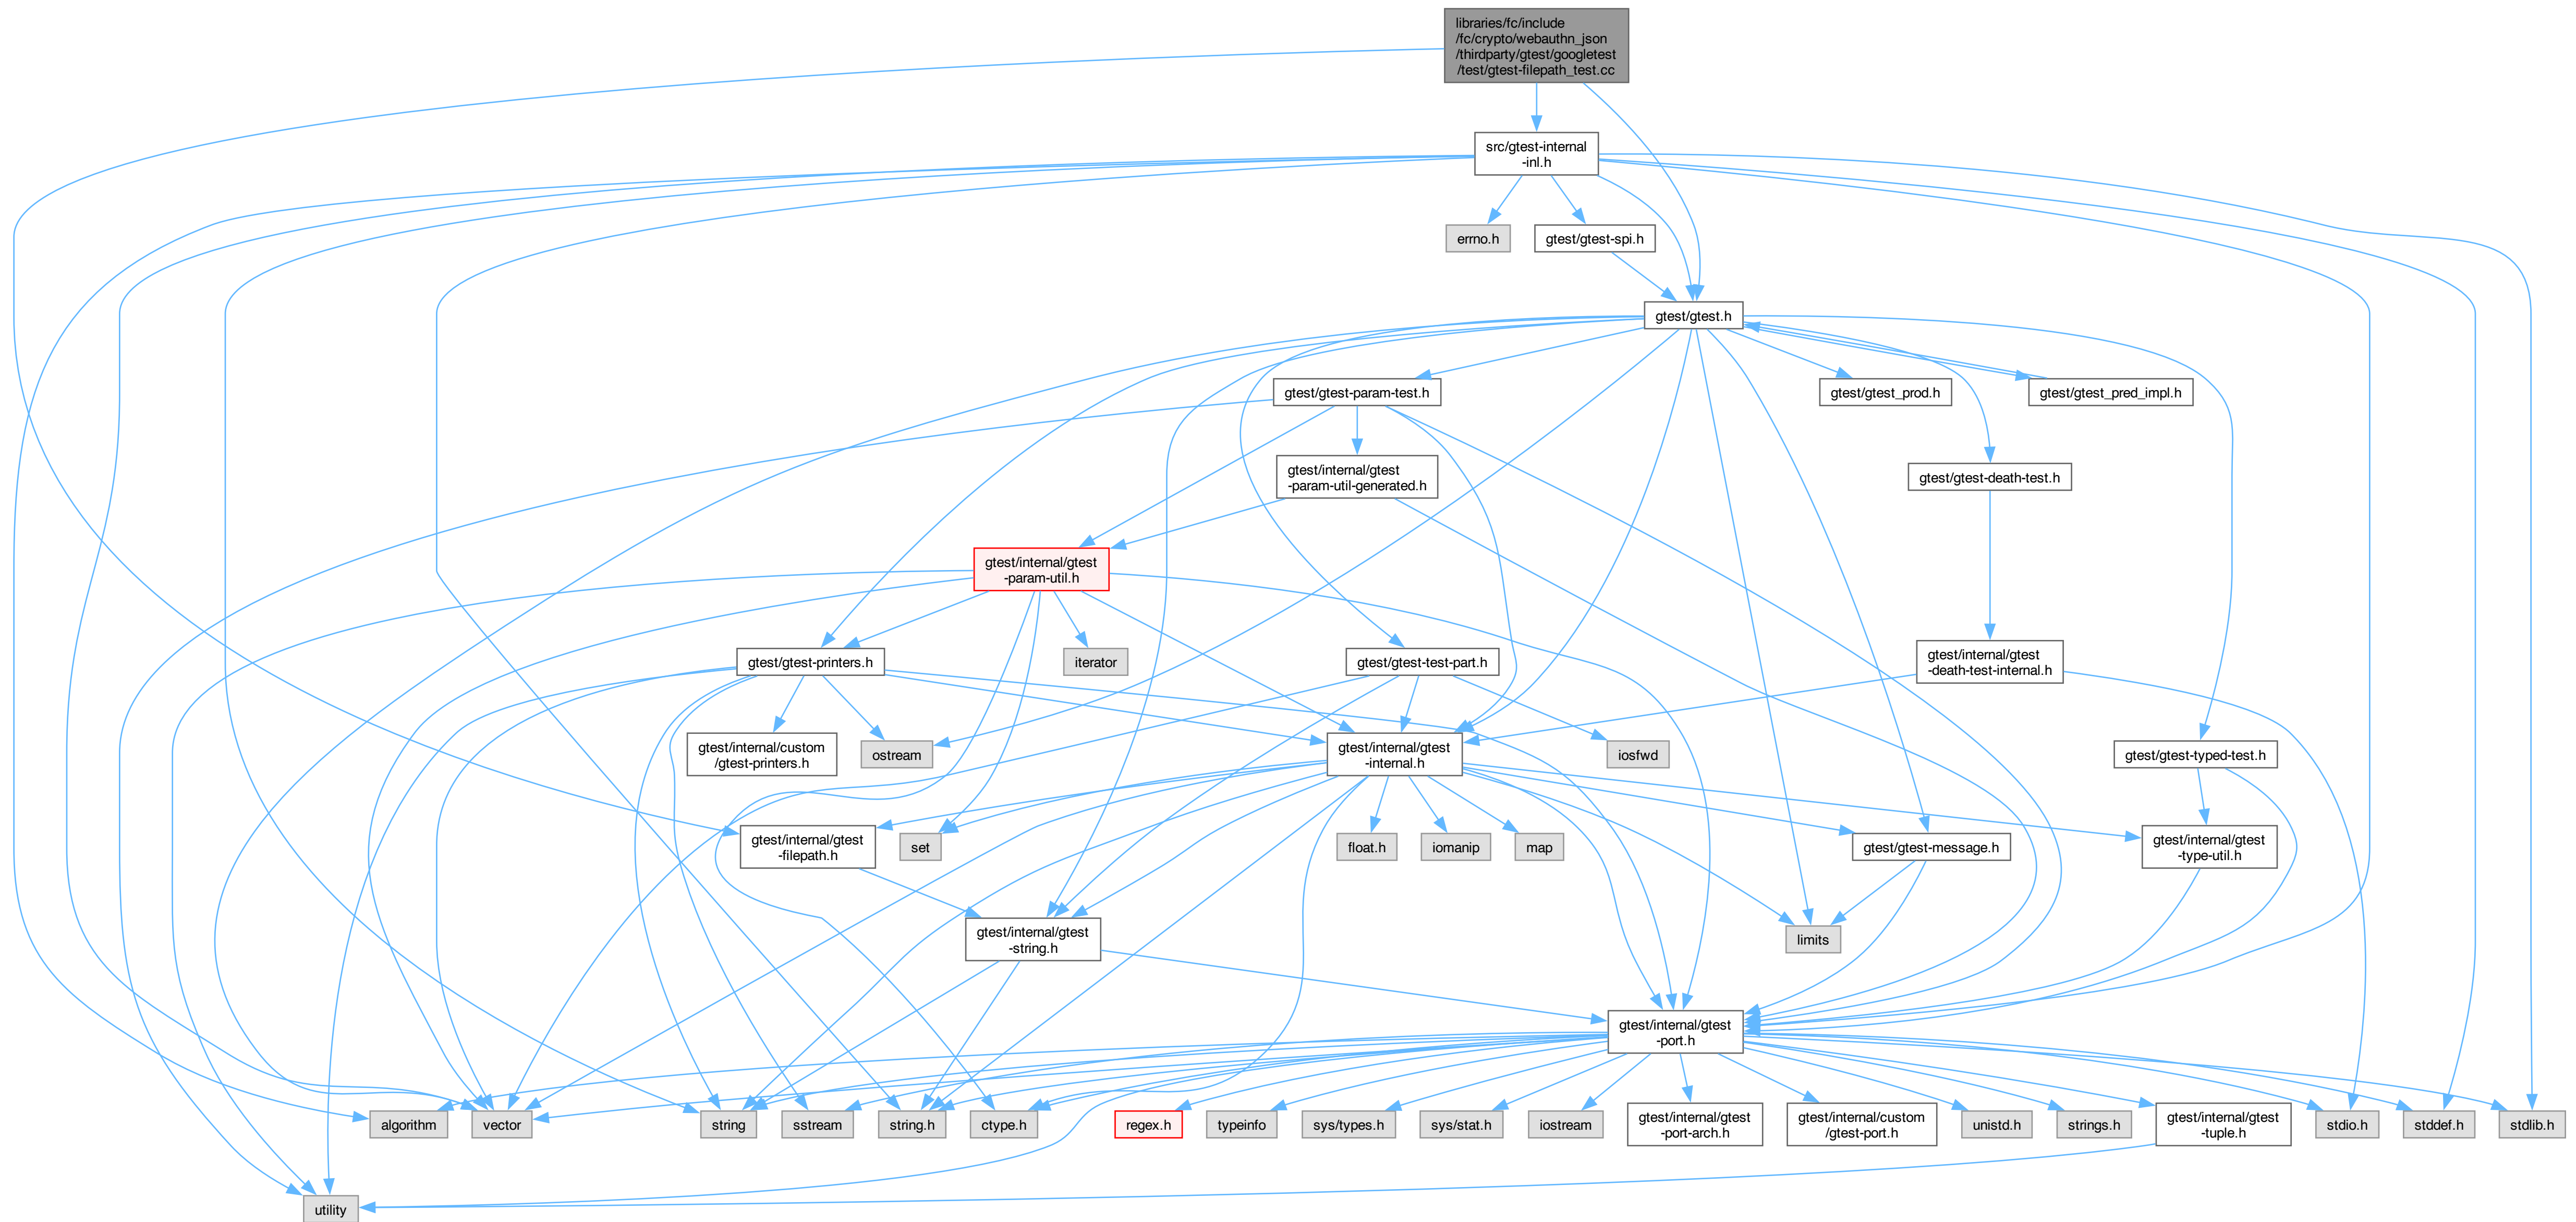 libraries/fc/include
/fc/crypto/webauthn_json
/thirdparty/gtest/googletest
/test/gtest-filepath_test.cc
src/gtest-internal
-inl.h
errno.h
gtest/gtest-spi.h
gtest/gtest.h
gtest/gtest-param-test.h
gtest/gtest_prod.h
gtest/gtest_pred_impl.h
gtest/internal/gtest
-param-util-generated.h
gtest/gtest-death-test.h
gtest/internal/gtest
-param-util.h
gtest/gtest-printers.h
iterator
gtest/gtest-test-part.h
gtest/internal/gtest
-death-test-internal.h
gtest/internal/custom
/gtest-printers.h
ostream
gtest/internal/gtest
-internal.h
iosfwd
gtest/gtest-typed-test.h
gtest/internal/gtest
-filepath.h
set
float.h
iomanip
map
gtest/gtest-message.h
gtest/internal/gtest
-type-util.h
gtest/internal/gtest
-string.h
limits
gtest/internal/gtest
-port.h
algorithm
vector
string
sstream
string.h
ctype.h
regex.h
typeinfo
sys/types.h
sys/stat.h
iostream
gtest/internal/gtest
-port-arch.h
gtest/internal/custom
/gtest-port.h
unistd.h
strings.h
gtest/internal/gtest
-tuple.h
stdio.h
stddef.h
stdlib.h
utility